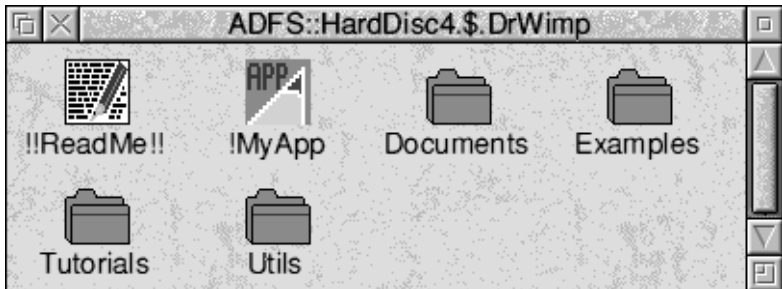 ADFS::HardDisc4.$.DrWimp
APP
!!ReadMe!! !MyApp Documents Examples
Tutorials Utils